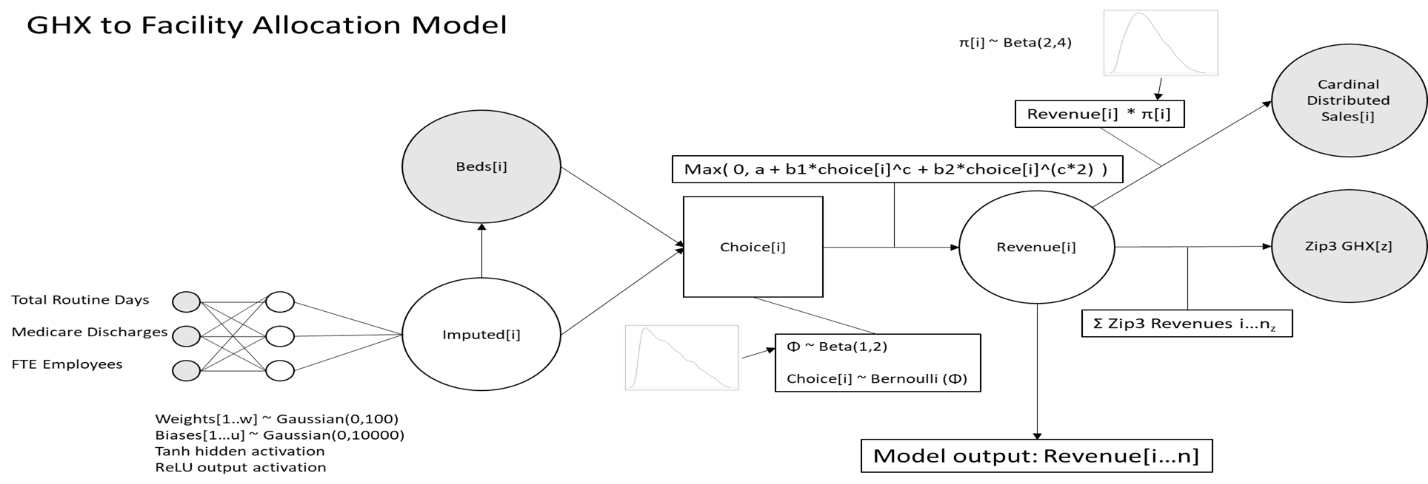 GHX to Facility Allocation Model
π[i] ~ Beta(2,4)
Revenue[i] * π[i]
Cardinal
Distributed
Sales[i]
Beds[i]
Max( 0, a + b1*choice[i]^c + b2*choice[i]^(c*2) )
Choice[i]
Revenue[i]
Zip3 GHX[z]
Total Routine Days
Medicare Discharges
FTE Employees
Imputed[i]
Σ Zip3 Revenues i...nz
Φ ~ Beta(1,2)
Choice[i] ~ Bernoulli (Φ)
Weights[1..w] ~ Gaussian(0,100)
Biases[1...u] ~ Gaussian(0,10000)
Tanh hidden activation
ReLU output activation
Model output: Revenue[i...n]